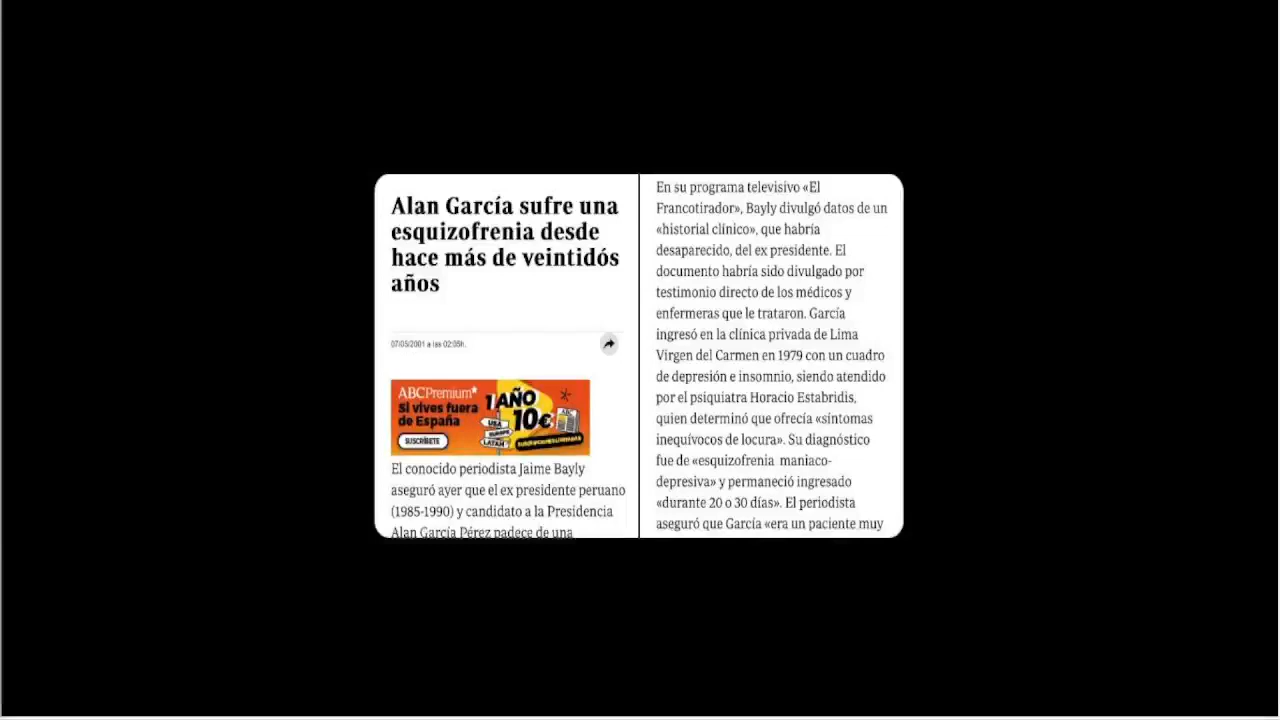 Alan García sufre una
esquizofrenia desde
hace más de veintidós
años
07/05/2001 a las 02:05h.
ABCPremium*
Si vives fuera
de España
SUSCRÍBETE
1 AÑO
10€
USA
EUROPE
LATAM
ABC
El conocido periodista Jaime Bayly
aseguró ayer que el ex presidente peruano
(1985-1990) y candidato a la Presidencia
Alan García Pérez padece de una
En su programa televisivo «El
Francotirador», Bayly divulgó datos de un
«historial clínico», que habría
desaparecido, del ex presidente. El
documento habría sido divulgado por
testimonio directo de los médicos y
enfermeras que le trataron. García
ingresó en la clínica privada de Lima
Virgen del Carmen en 1979 con un cuadro
de depresión e insomnio, siendo atendido
por el psiquiatra Horacio Estabridis,
quien determinó que ofrecía «síntomas
inequívocos de locura». Su diagnóstico
fue de «esquizofrenia maniaco-
depresiva» y permaneció ingresado
«durante 20 o 30 días». El periodista
aseguró que García «era un paciente muy